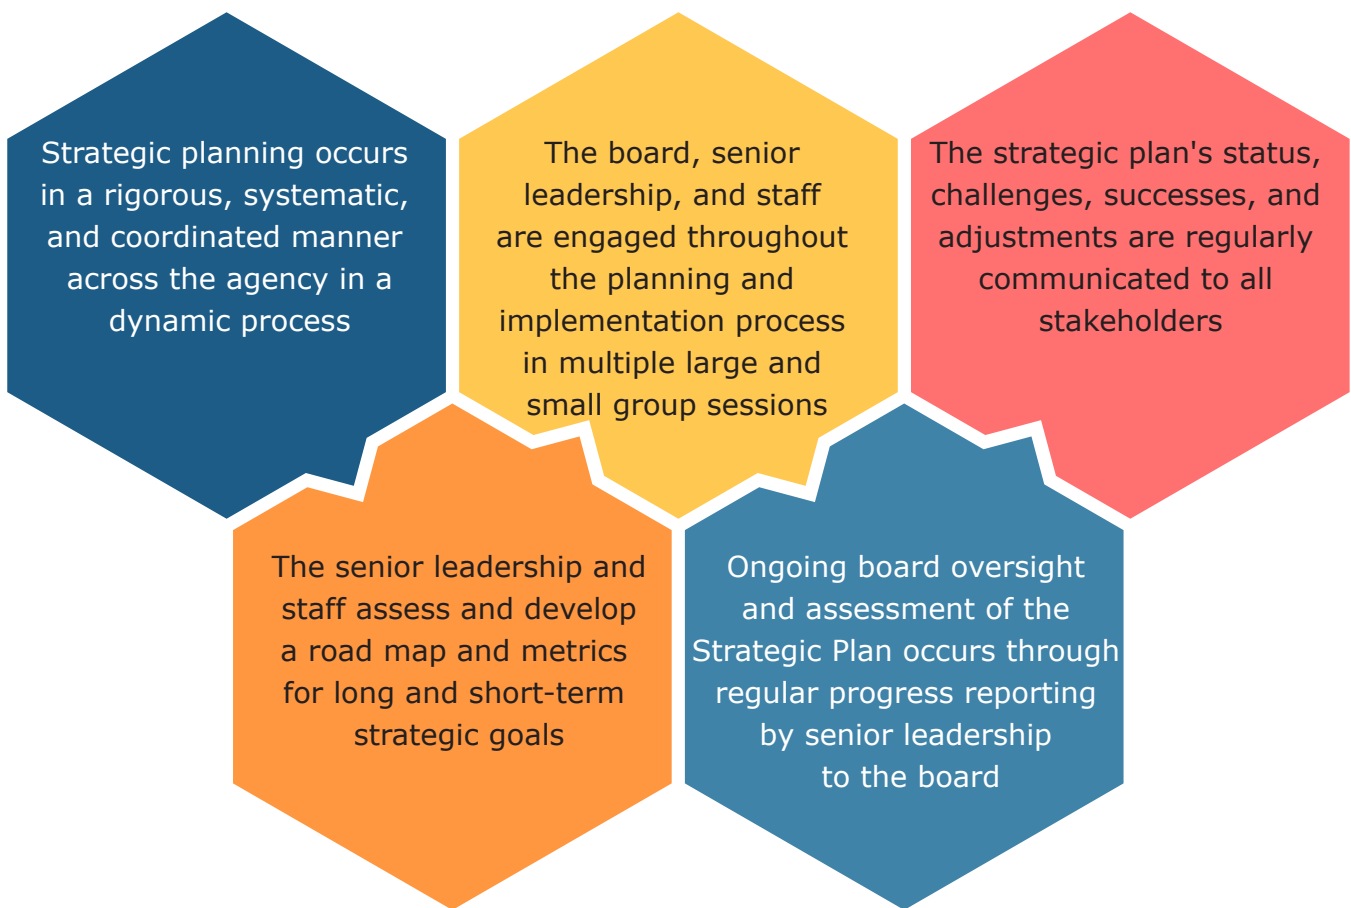 Strategic planning occurs
in a rigorous, systematic,
and coordinated manner
across the agency in a
dynamic process
The board, senior
leadership, and staff
are engaged throughout
the planning and
implementation process
in multiple large and
small group sessions
The strategic plan's status,
challenges, successes, and
adjustments are regularly
communicated to all
stakeholders
The senior leadership and
staff assess and develop
a road map and metrics
for long and short-term
strategic goals
Ongoing board oversight
and assessment of the
Strategic Plan occurs through
regular progress reporting
by senior leadership
to the board